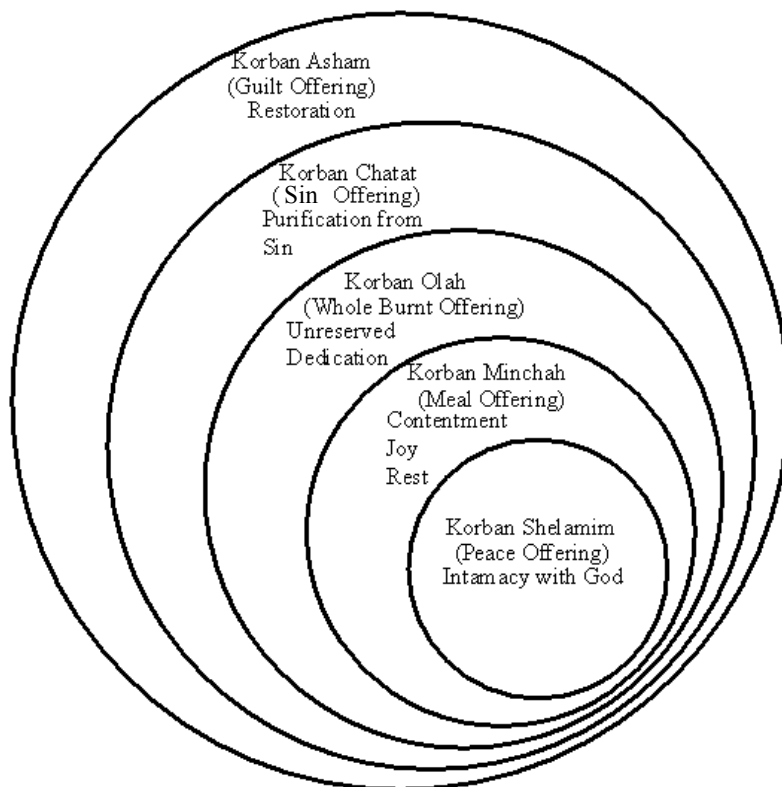 Korban Asham
(Guilt Offering)
Restoration
Korban Chatat
( Sin Offering)
Purification from
Sin
Korban Olah
(Whole Burnt Offering)
Unreserved
Dedication
Korban Minchah
(Meal Offering)
Contentment
Joy
Rest
Korban Shelamim
(Peace Offering)
Intamacy with God